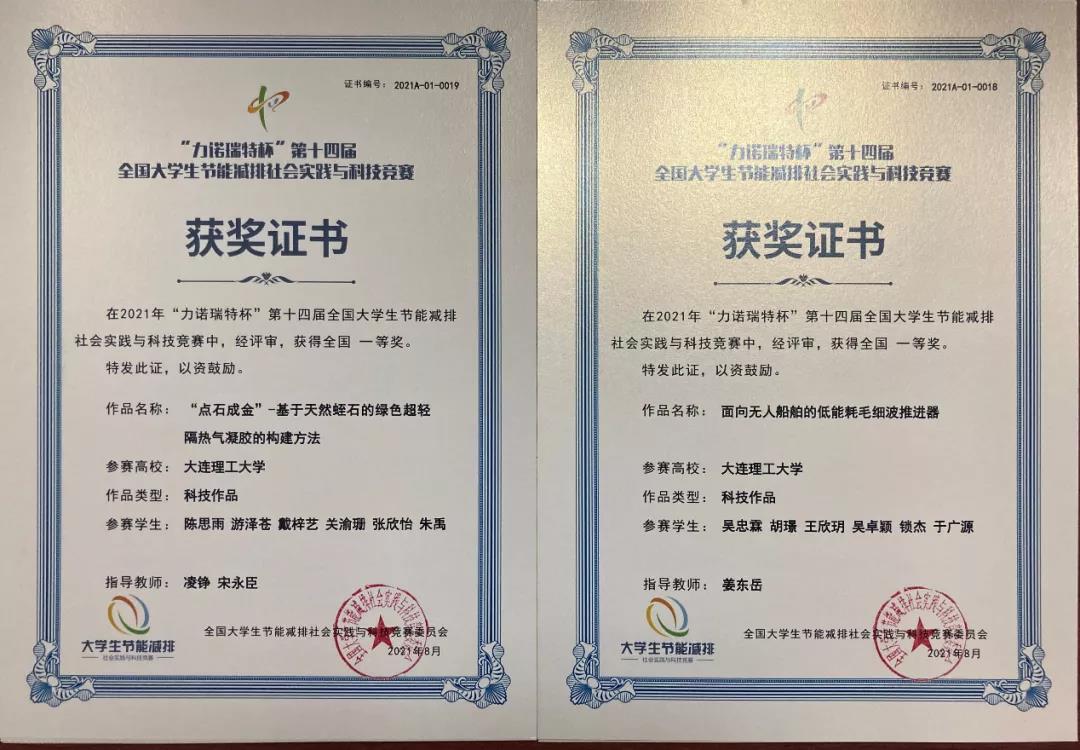 证书编号： 2021A-01-0019
“力诺瑞特杯”第十四届
全国大学生节能减排社会实践与科技竞赛
获奖证书
在2021年“力诺瑞特杯”第十四届全国大学生节能减排
社会实践与科技竞赛中，经评审，获得全国 一等奖。
特发此证，以资鼓励。
作品名称： “点石成金”-基于天然蛭石的绿色超轻
隔热气凝胶的构建方法
参赛高校： 大连理工大学
作品类型： 科技作品
参赛学生： 陈思雨 游泽苍 戴梓艺 关渝珊 张欣怡 朱禹
指导教师： 凌铮 宋永臣
大学生节能减排
社会实践与科技竞赛
全国大学生节能减排社会实践与科技竞赛委员会
2021年8月
证书编号： 2021A-01-0018
“力诺瑞特杯”第十四届
全国大学生节能减排社会实践与科技竞赛
获奖证书
在2021年“力诺瑞特杯”第十四届全国大学生节能减排
社会实践与科技竞赛中，经评审，获得全国 一等奖。
特发此证，以资鼓励。
作品名称： 面向无人船舶的低能耗毛细波推进器
参赛高校： 大连理工大学
作品类型： 科技作品
参赛学生： 吴忠霖 胡璟 王欣玥 吴卓颖 锁杰 于广源
指导教师： 姜东岳
大学生节能减排
社会实践与科技竞赛
全国大学生节能减排社会实践与科技竞赛委员会
2021年8月